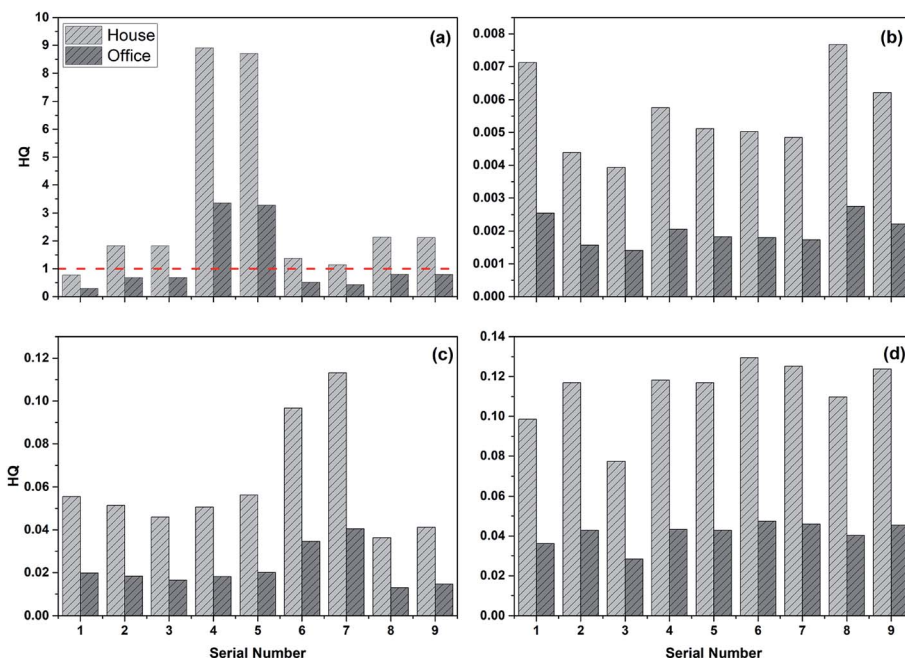 House
Office
(a)
HQ
10
9
8
7
6
5
4
3
2
1
0
(b)
0.008
0.007
0.006
0.005
0.004
0.003
0.002
0.001
0.000
(c)
HQ
0.12
0.10
0.08
0.06
0.04
0.02
0.00
1 2 3 4 5 6 7 8 9
Serial Number
(d)
0.14
0.12
0.10
0.08
0.06
0.04
0.02
0.00
1 2 3 4 5 6 7 8 9
Serial Number